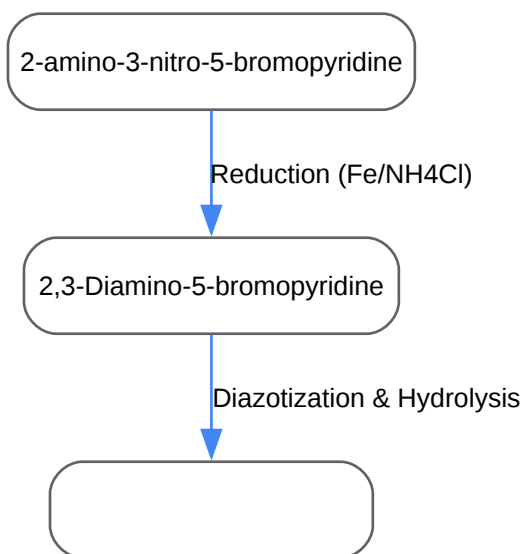 2-amino-3-nitro-5-bromopyridine
Reduction (Fe/NH4Cl)
2,3-Diamino-5-bromopyridine
Diazotization & Hydrolysis